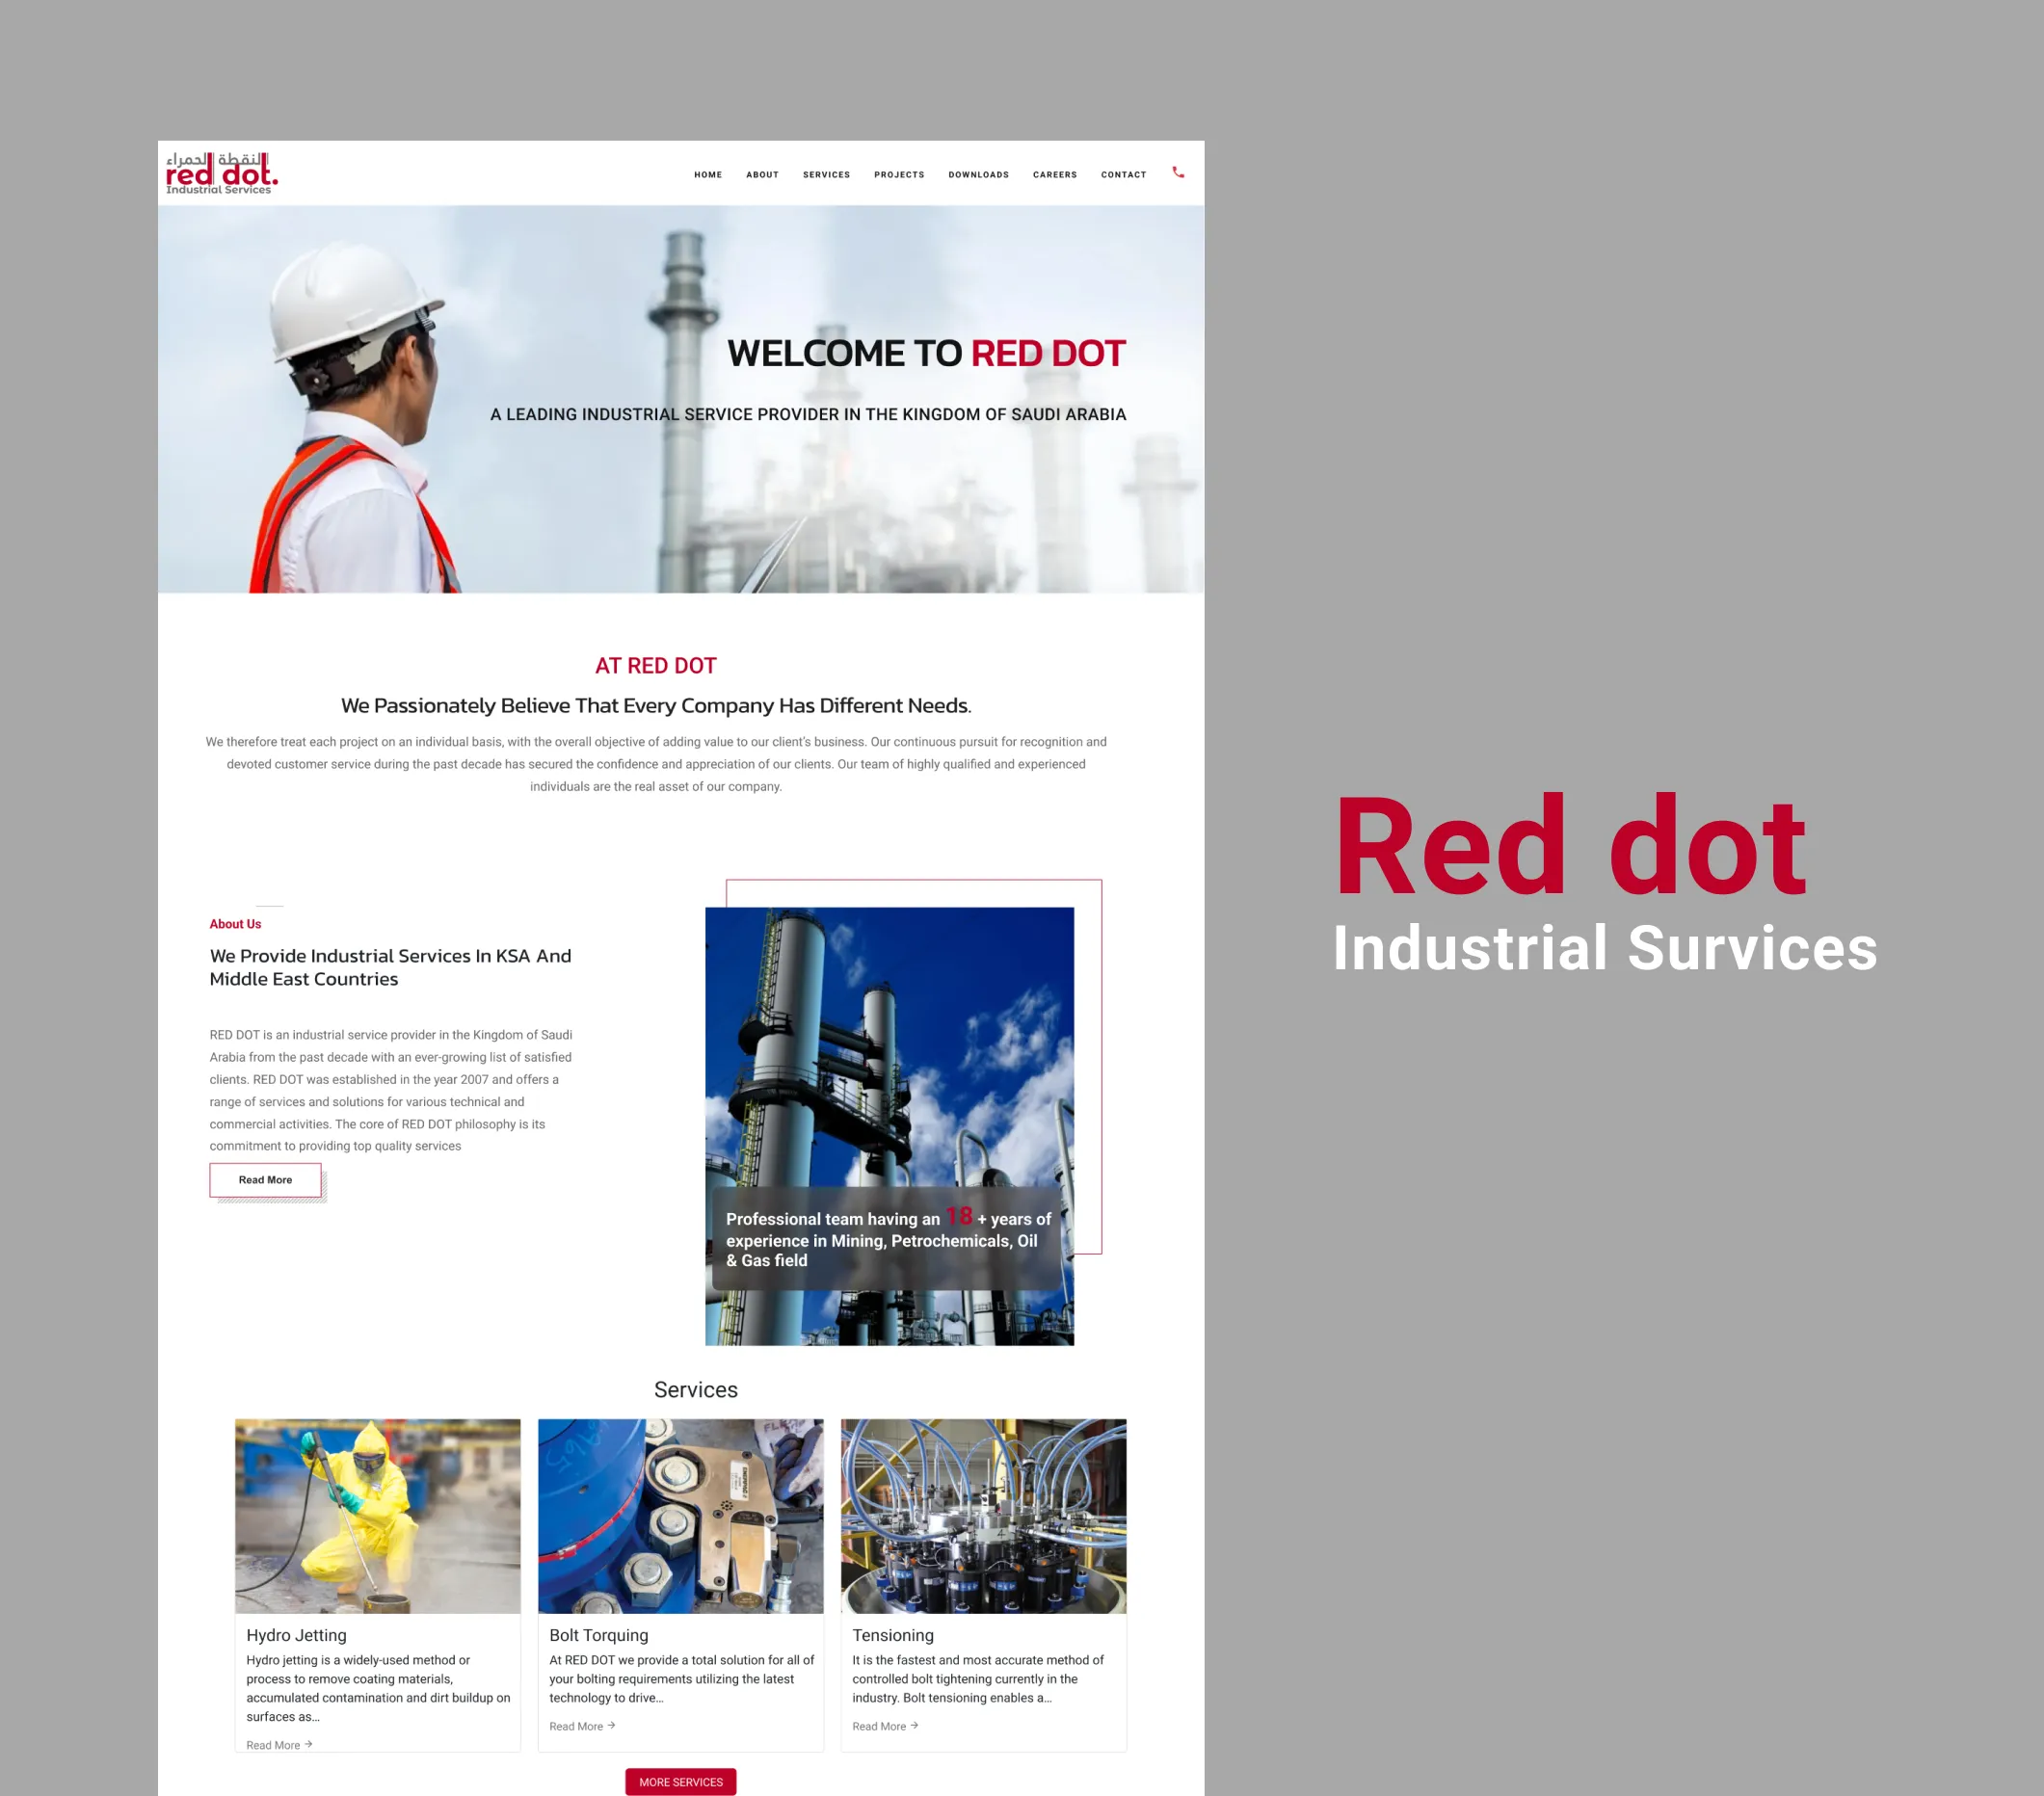 النقطة الحمراء
red dot.
Industrial Services
HOME ABOUT SERVICES PROJECTS DOWNLOADS CAREERS CONTACT
WELCOME TO RED DOT
A LEADING INDUSTRIAL SERVICE PROVIDER IN THE KINGDOM OF SAUDI ARABIA
AT RED DOT
We Passionately Believe That Every Company Has Different Needs.
We therefore treat each project on an individual basis, with the overall objective of adding value to our client's business. Our continuous pursuit for recognition and
devoted customer service during the past decade has secured the confidence and appreciation of our clients. Our team of highly qualified and experienced
individuals are the real asset of our company.
About Us
We Provide Industrial Services In KSA And
Middle East Countries
RED DOT is an industrial service provider in the Kingdom of Saudi
Arabia from the past decade with an ever-growing list of satisfied
clients. RED DOT was established in the year 2007 and offers a
range of services and solutions for various technical and
commercial activities. The core of RED DOT philosophy is its
commitment to providing top quality services
Read More
Professional team having an 18 + years of
experience in Mining, Petrochemicals, Oil
& Gas field
Services
Hydro Jetting
Hydro jetting is a widely-used method or
process to remove coating materials,
accumulated contamination and dirt buildup on
surfaces as...
Read More →
Bolt Torquing
At RED DOT we provide a total solution for all of
your bolting requirements utilizing the latest
technology to drive...
Read More →
Tensioning
It is the fastest and most accurate method of
controlled bolt tightening currently in the
industry. Bolt tensioning enables a...
Read More →
MORE SERVICES
Red dot
Industrial Survices